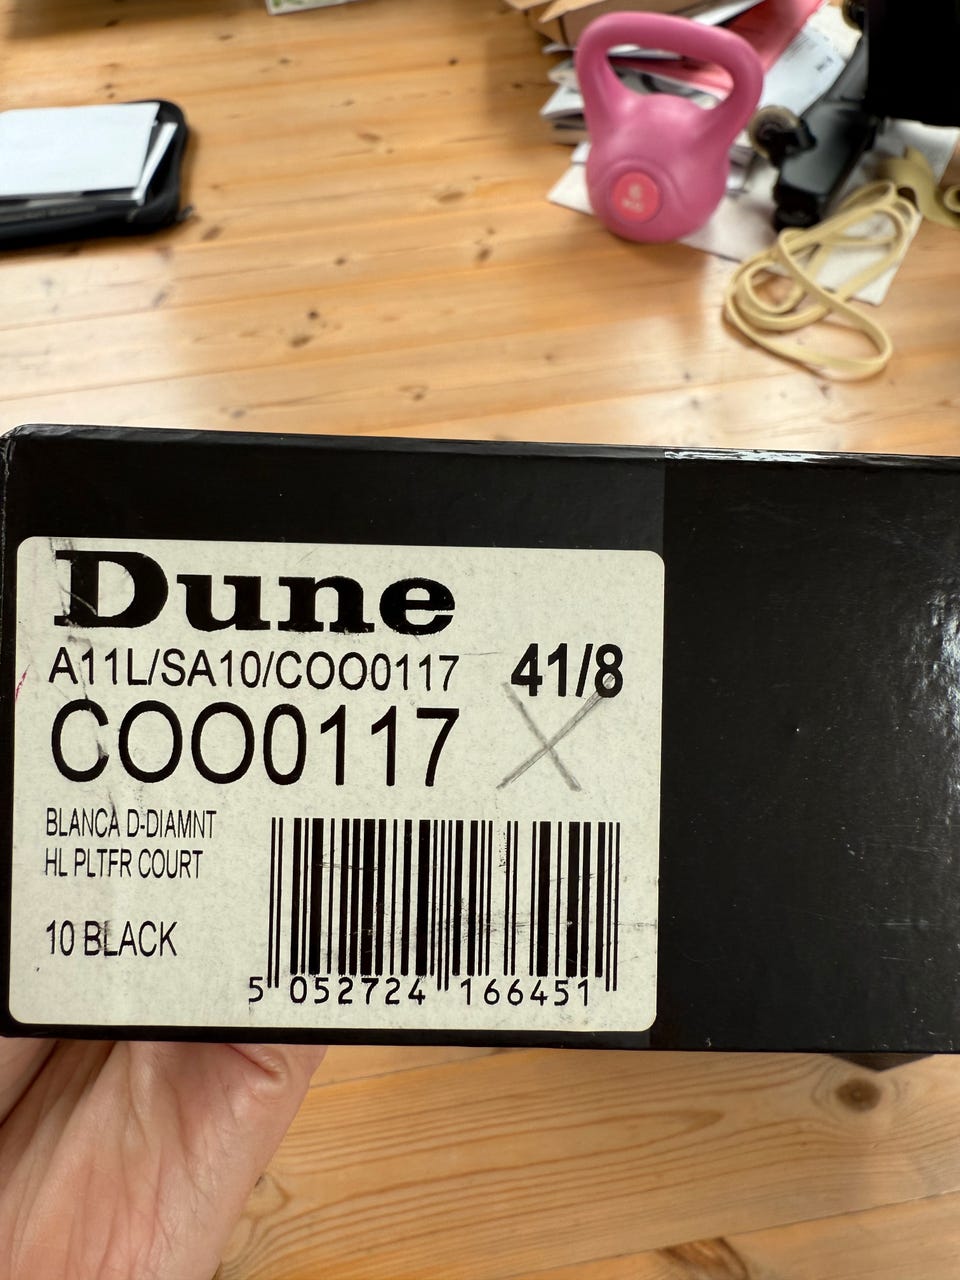 Dune
A11L/SA10/COO0117 41/8
COO0117
BLANCA D-DIAMNT
HL PLTFR COURT
10 BLACK
5 052724 166451